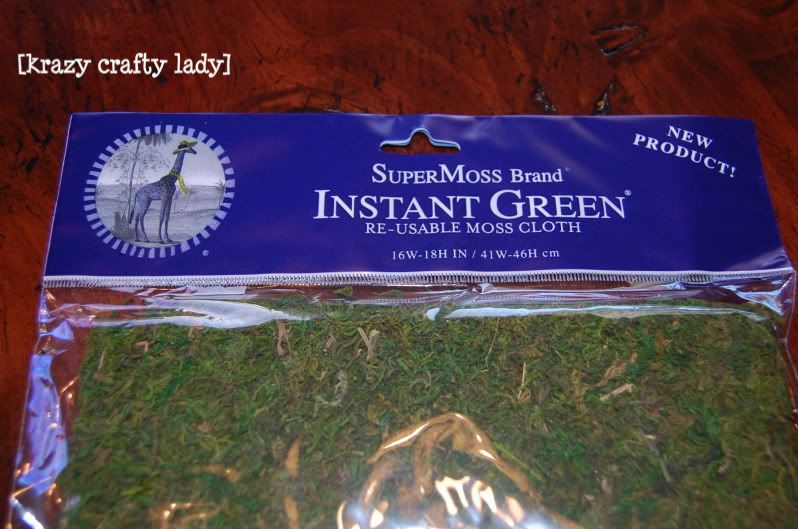 [krazy crafty lady]
NEW
PRODUCT!
SUPERMOSS Brand®
INSTANT GREEN®
RE-USABLE MOSS CLOTH
16W-18H IN / 41W-46H cm
®